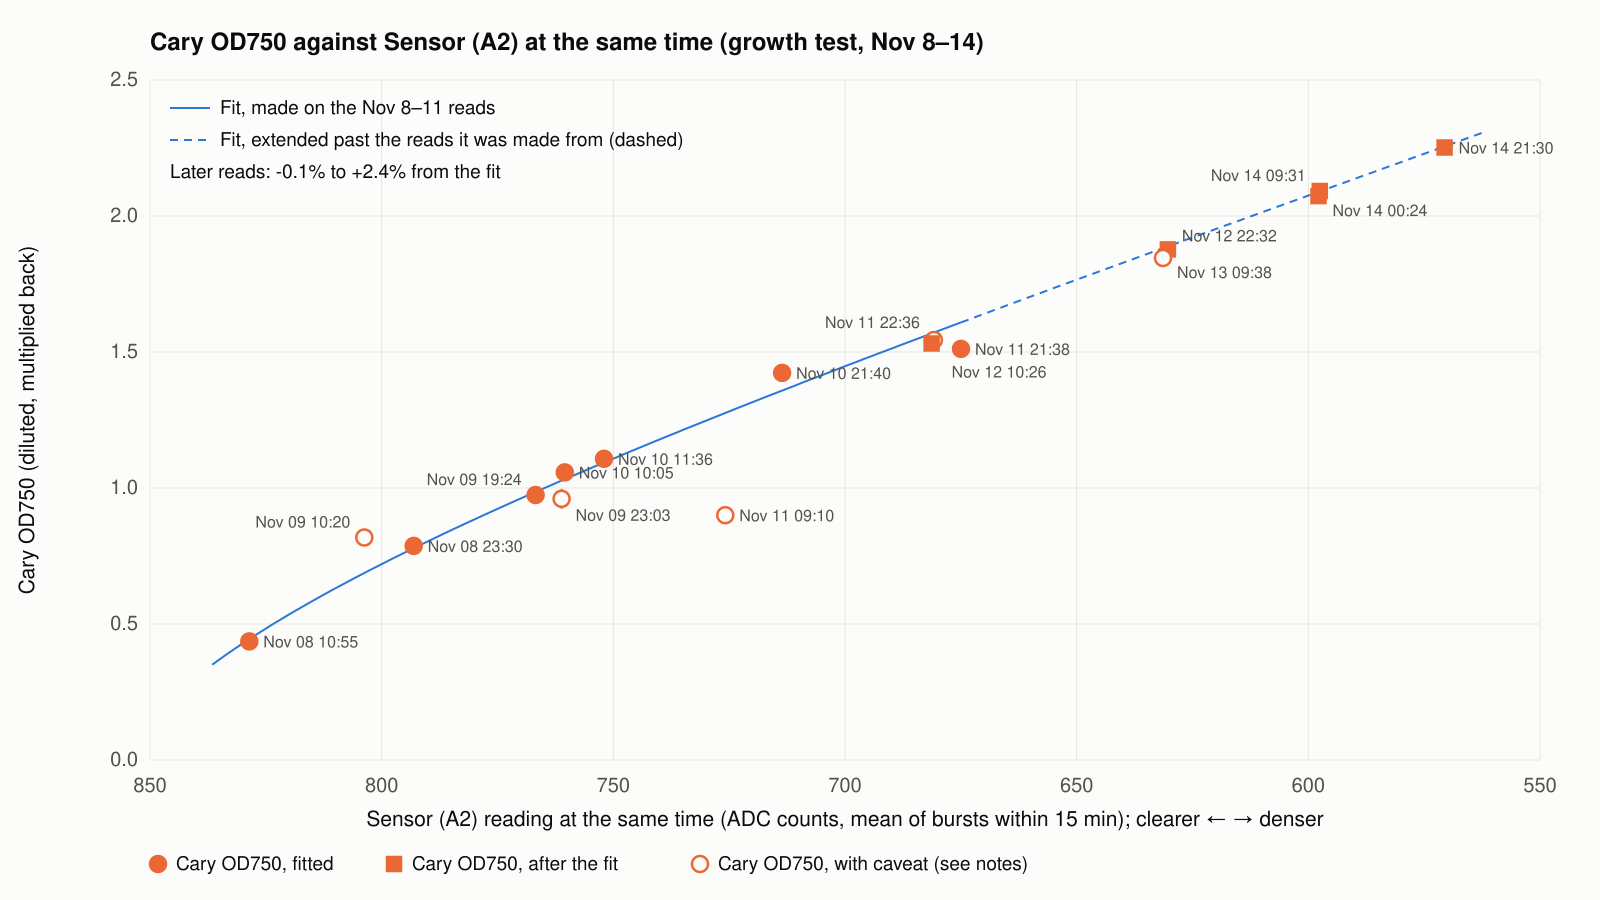 Cary OD750 against Sensor (A2) at the same time (growth test, Nov 8–14)
Cary OD750 (diluted, multiplied back)
2.5
2.0
1.5
1.0
0.5
0.0
Fit, made on the Nov 8–11 reads
Fit, extended past the reads it was made from (dashed)
Later reads: -0.1% to +2.4% from the fit
Nov 14 21:30
Nov 14 09:31
Nov 14 00:24
Nov 12 22:32
Nov 13 09:38
Nov 11 22:36
Nov 11 21:38
Nov 12 10:26
Nov 10 21:40
Nov 10 11:36
Nov 10 10:05
Nov 09 19:24
Nov 09 23:03
Nov 11 09:10
Nov 09 10:20
Nov 08 23:30
Nov 08 10:55
850
800
750
700
650
600
550
Sensor (A2) reading at the same time (ADC counts, mean of bursts within 15 min); clearer ← → denser
Cary OD750, fitted
Cary OD750, after the fit
Cary OD750, with caveat (see notes)